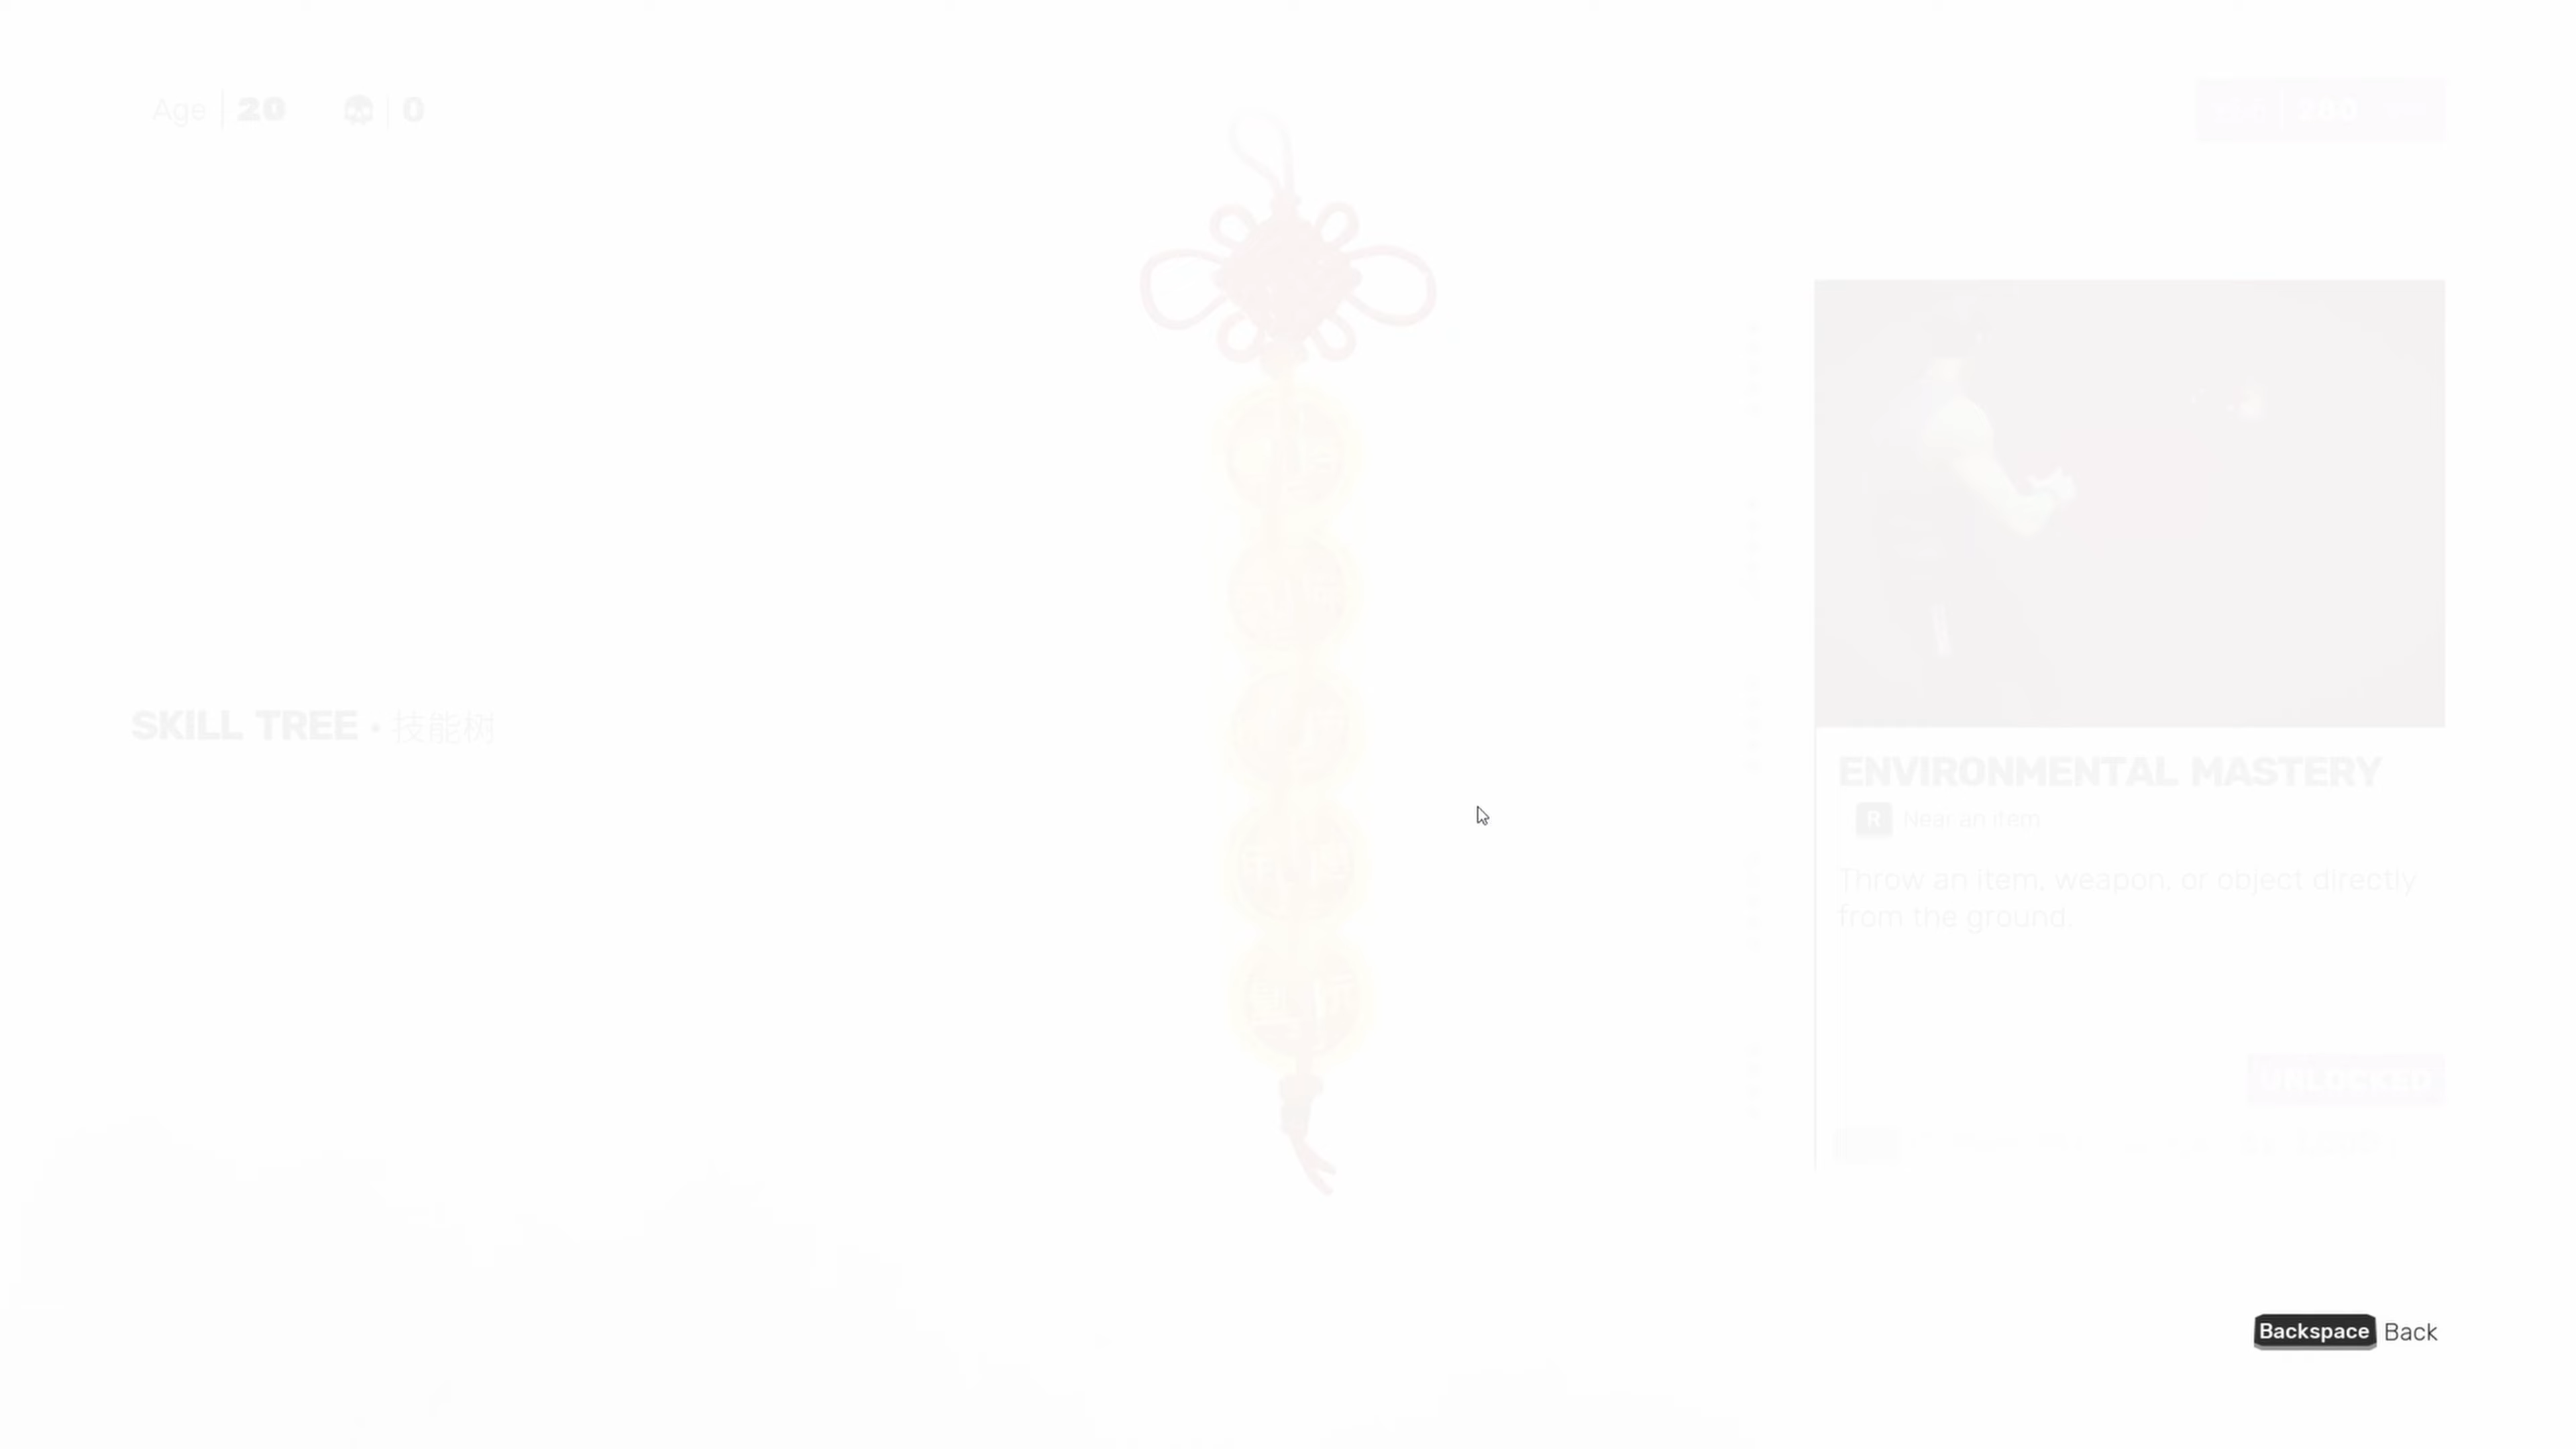 Age 20 0
SKILL TREE · 技能树
ENVIRONMENTAL MASTERY
R Near an item
Throw an item, weapon, or object directly
from the ground.
UNLOCKED
Backspace Back